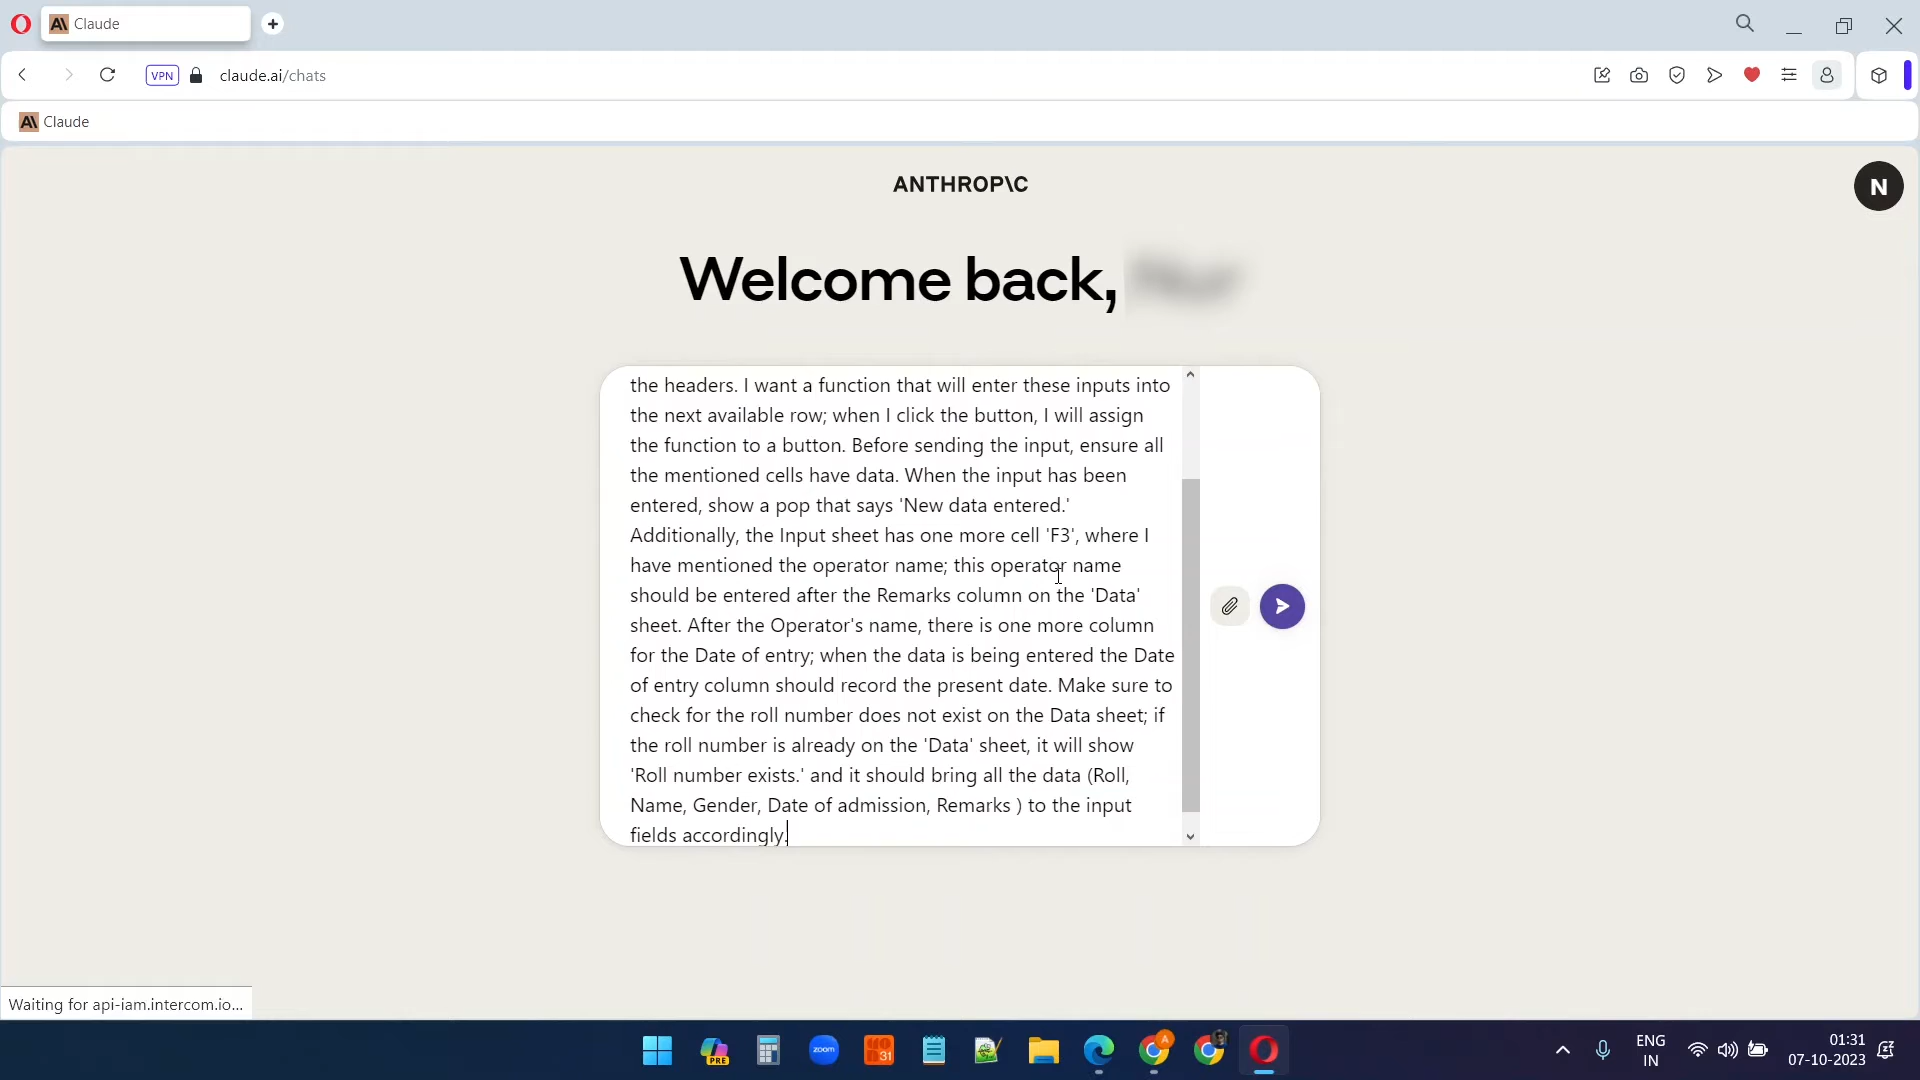 Claude
VPN
claude.ai/chats
Claude
ANTHROP\C
N
Welcome back,
the headers. I want a function that will enter these inputs into
the next available row; when I click the button, I will assign
the function to a button. Before sending the input, ensure all
the mentioned cells have data. When the input has been
entered, show a pop that says 'New data entered.'
Additionally, the Input sheet has one more cell 'F3', where I
have mentioned the operator name; this operator name
should be entered after the Remarks column on the 'Data'
sheet. After the Operator's name, there is one more column
for the Date of entry; when the data is being entered the Date
of entry column should record the present date. Make sure to
check for the roll number does not exist on the Data sheet; if
the roll number is already on the 'Data' sheet, it will show
'Roll number exists.' and it should bring all the data (Roll,
Name, Gender, Date of admission, Remarks ) to the input
fields accordingly.
Waiting for api-iam.intercom.io...
PRE
zoom
31
A
ENG
IN
01:31
07-10-2023